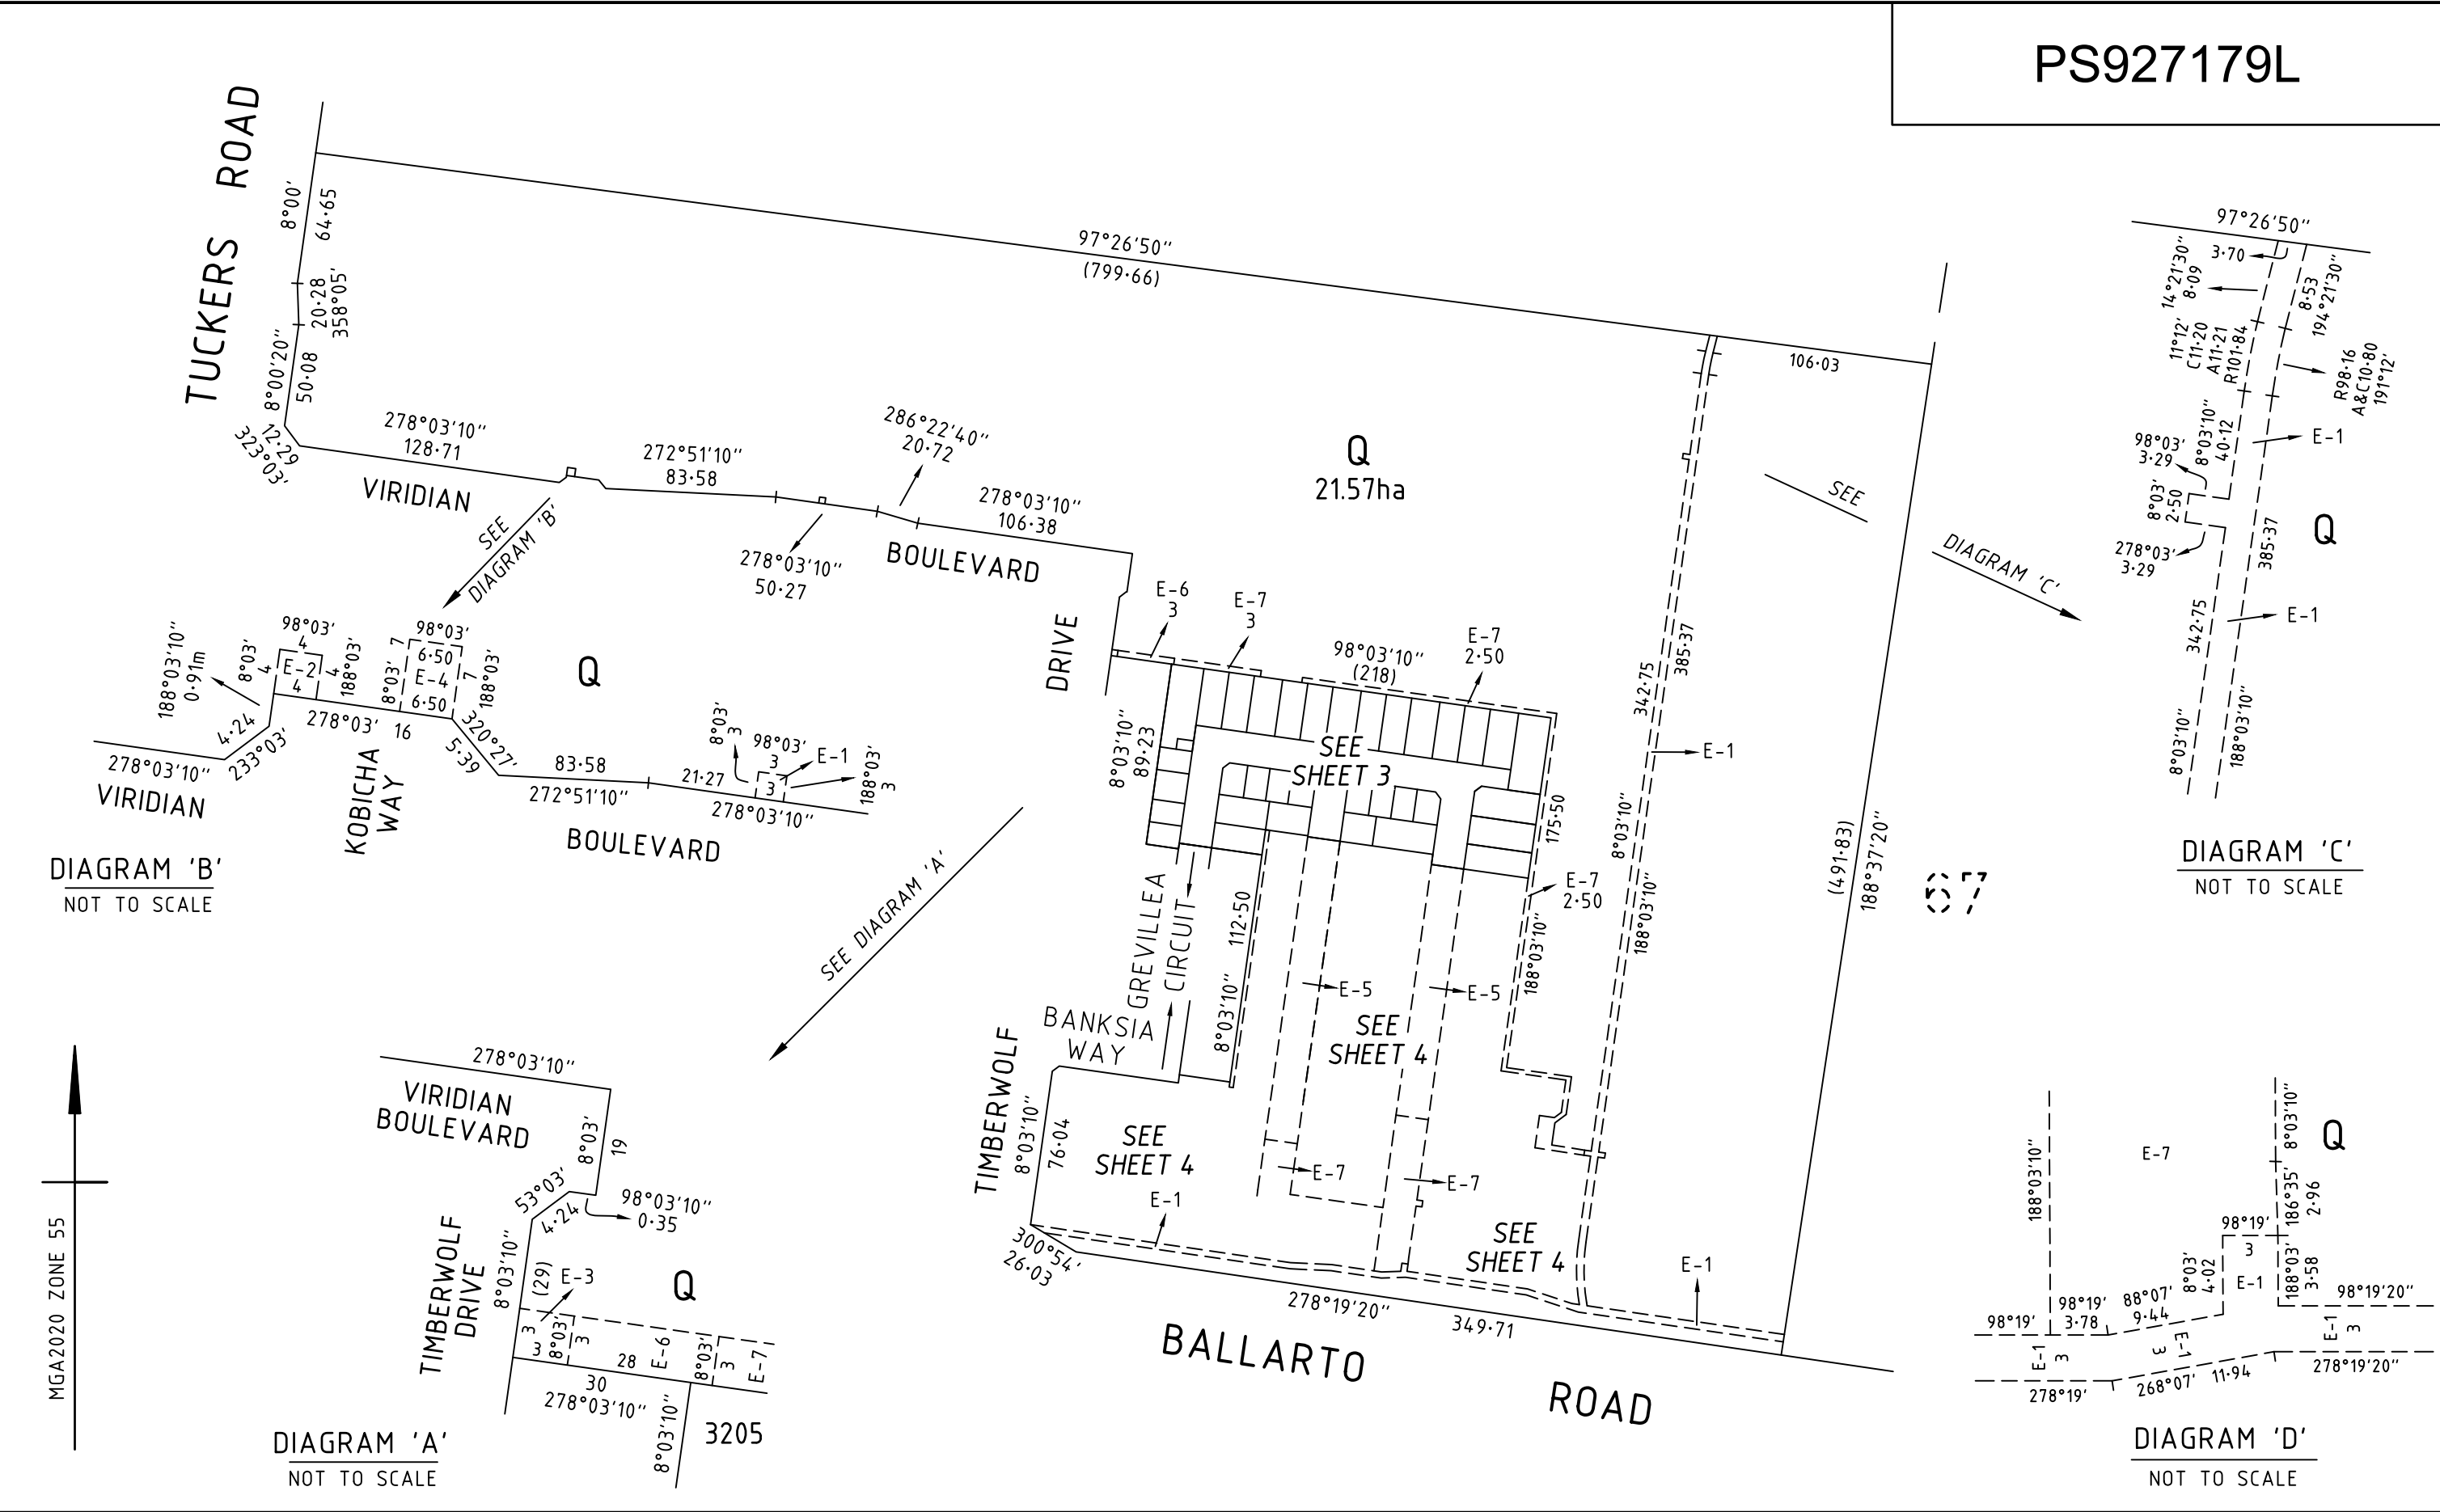 PS927179L
TUCKERS ROAD
8°00'
64·65
20·28
358°05'
8°00'20"
50·08
12·29
323°03'
97°26'50"
(799·66)
106·03
278°03'10"
128·71
VIRIDIAN
272°51'10"
83·58
286°22'40"
20·72
278°03'10"
106·38
278°03'10"
50·27
BOULEVARD
Q
21.57ha
SEE
DIAGRAM 'B'
SEE
DIAGRAM 'C'
DRIVE
E-6
3
E-7
3
98°03'10"
(218)
E-7
2·50
8°03'10"
89·23
SEE
SHEET 3
175·50
E-7
2·50
188°03'10"
342·75
385·37
E-1
8°03'10"
188°03'10"
(491·83)
188°37'20"
67
GREVILLEA
CIRCUIT
112·50
8°03'10"
E-5
E-5
SEE
SHEET 4
BANKSIA
WAY
TIMBERWOLF
8°03'10"
76·04
SEE
SHEET 4
E-1
E-7
E-7
SEE
SHEET 4
E-1
300°54'
26·03
278°19'20"
349·71
BALLARTO
ROAD
SEE DIAGRAM 'A'
188°03'10"
0·91m
8°03'
4
98°03'
4
E-2
4
4
188°03'
8°03'
7
98°03'
6·50
E-4
6·50
7
188°03'
Q
4·24
233°03'
278°03'
16
320°27'
5·39
278°03'10"
VIRIDIAN
KOBICHA
WAY
83·58
272°51'10"
21·27
8°03'
3
98°03'
3
E-1
3
188°03'
3
278°03'10"
BOULEVARD
DIAGRAM 'B'
NOT TO SCALE
MGA2020 ZONE 55
278°03'10"
VIRIDIAN
BOULEVARD
8°03'
19
53°03'
4·24
98°03'10"
0·35
TIMBERWOLF
DRIVE
8°03'10"
(29)
E-3
Q
3
3
8°03'
3
28
E-6
8°03'
3
E-7
30
278°03'10"
8°03'10"
3205
DIAGRAM 'A'
NOT TO SCALE
97°26'50"
3·70
14°21'30"
8·09
8·53
194°21'30"
11°12'
C11·20
A11·21
R101·84
R98·16
A&C10·80
191°12'
8°03'10"
40·12
98°03'
3·29
E-1
8°03'
2·50
Q
385·37
278°03'
3·29
342·75
E-1
8°03'10"
188°03'10"
DIAGRAM 'C'
NOT TO SCALE
188°03'10"
E-7
8°03'10"
Q
186°35'
2·96
98°19'
3
8°03'
4·02
E-1
188°03'
3·58
98°19'
98°19'
3·78
88°07'
9·44
98°19'20"
E-1
3
E-1
3
E-1
3
278°19'
268°07'
11·94
278°19'20"
DIAGRAM 'D'
NOT TO SCALE